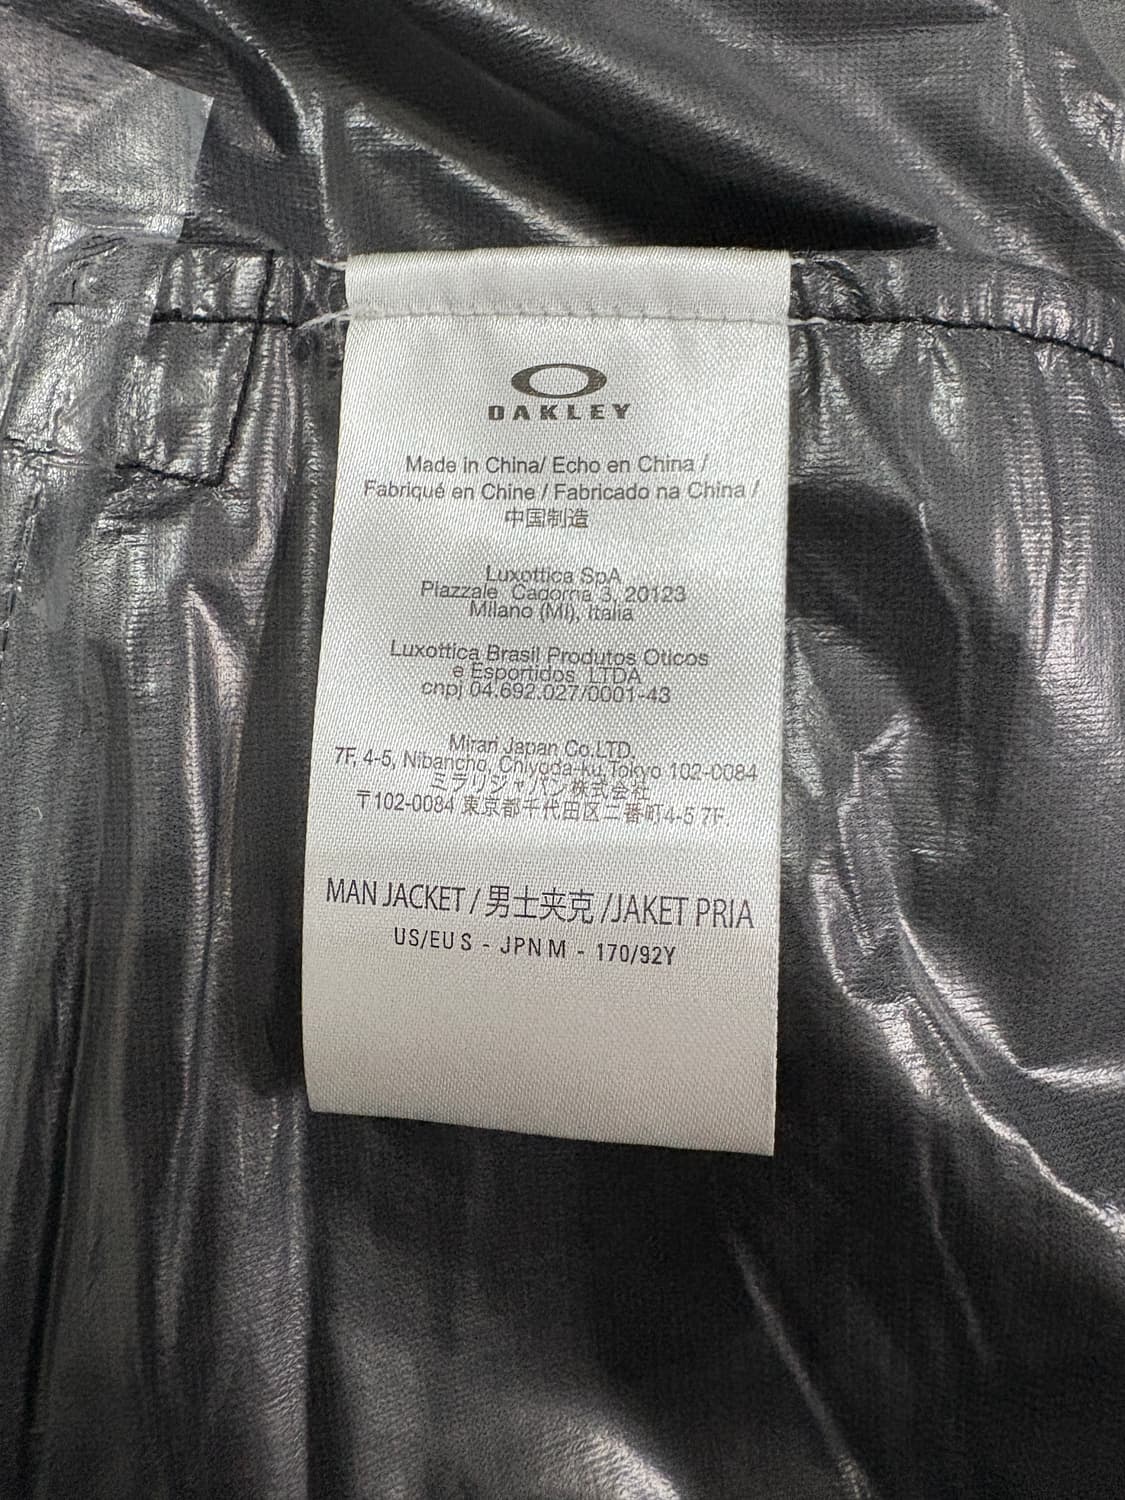 OAKLEY
Made in China/ Echo en China /
Fabriqué en Chine / Fabricado na China /
中国制造
Luxottica SpA
Piazzale Cadorna 3, 20123
Milano (MI), Italia
Luxottica Brasil Produtos Oticos
e Esportidos LTDA
cnpj 04.692.027/0001-43
Mirari Japan Co.LTD.
7F, 4-5, Nibancho, Chiyoda-ku,Tokyo 102-0084
ミラリジャパン株式会社
〒102-0084 東京都千代田区二番町4-5 7F.
MAN JACKET / 男士夹克 /JAKET PRIA
US/EU S - JPN M - 170/92Y